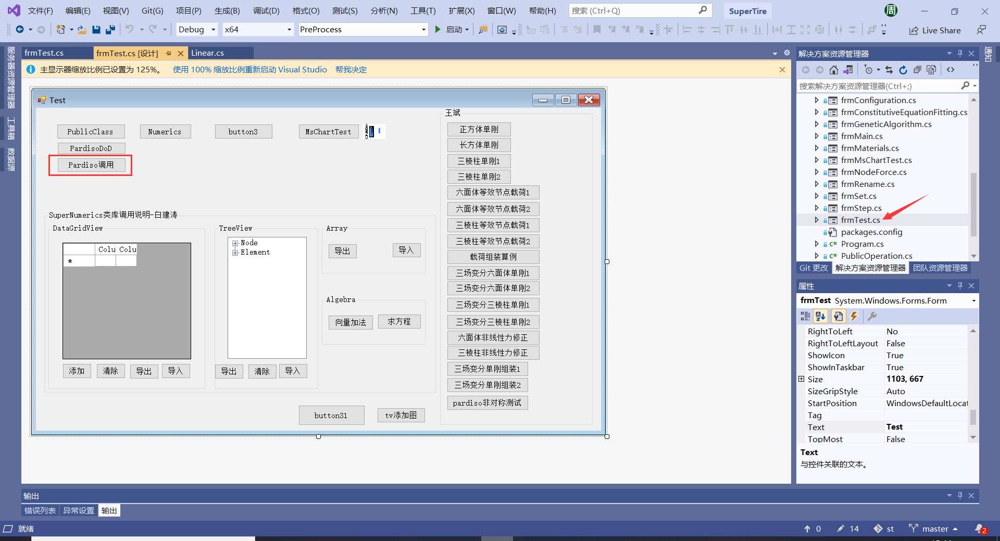 文件(F) 编辑(E) 视图(V) Git(G) 项目(P) 生成(B) 调试(D) 格式(O) 测试(S) 分析(N) 工具(T) 扩展(X) 窗口(W) 帮助(H) 搜索 (Ctrl+Q) SuperTire 周
Debug x64 PreProcess 启动 Live Share
服务器资源管理器
工具箱
数据源
frmTest.cs frmTest.cs [设计] Linear.cs
主显示器缩放比例已设置为 125%。 使用 100% 缩放比例重新启动 Visual Studio 帮我决定
Test
PublicClass Numerics button3 MsChartTest
PardisoDoD
Pardiso调用
SuperNumerics类库调用说明-白建涛
DataGridView
Colu Colu
*
添加 清除 导出 导入
TreeView
Node
Element
导出 清除 导入
Array
导出 导入
Algebra
向量加法 求方程
button31 tv添加图
王斌
正方体单刚
长方体单刚
三棱柱单刚1
三棱柱单刚2
六面体等效节点载荷1
六面体等效节点载荷2
三棱柱等效节点载荷1
三棱柱等效节点载荷2
载荷组装算例
三场变分六面体单刚1
三场变分六面体单刚2
三场变分三棱柱单刚1
三场变分三棱柱单刚2
六面体非线性力修正
三棱柱非线性力修正
三场变分单刚组装1
三场变分单刚组装2
pardiso非对称测试
解决方案资源管理器
搜索解决方案资源管理器(Ctrl+;)
frmConfiguration.cs
frmConstitutiveEquationFitting.cs
frmGeneticAlgorithm.cs
frmMain.cs
frmMaterials.cs
frmMsChartTest.cs
frmNodeForce.cs
frmRename.cs
frmSet.cs
frmStep.cs
frmTest.cs
packages.config
C# Program.cs
C# PublicOperation.cs
Git 更改 解决方案资源管理器 团队资源管理器
属性
frmTest System.Windows.Forms.Form
RightToLeft No
RightToLeftLayout False
ShowIcon True
ShowInTaskbar True
Size 1103, 667
SizeGripStyle Auto
StartPosition WindowsDefaultLocat
Tag
Text Test
TopMost False
Text
与控件关联的文本。
通知
输出
错误列表 异常设置 输出
就绪 0 14 st master 2